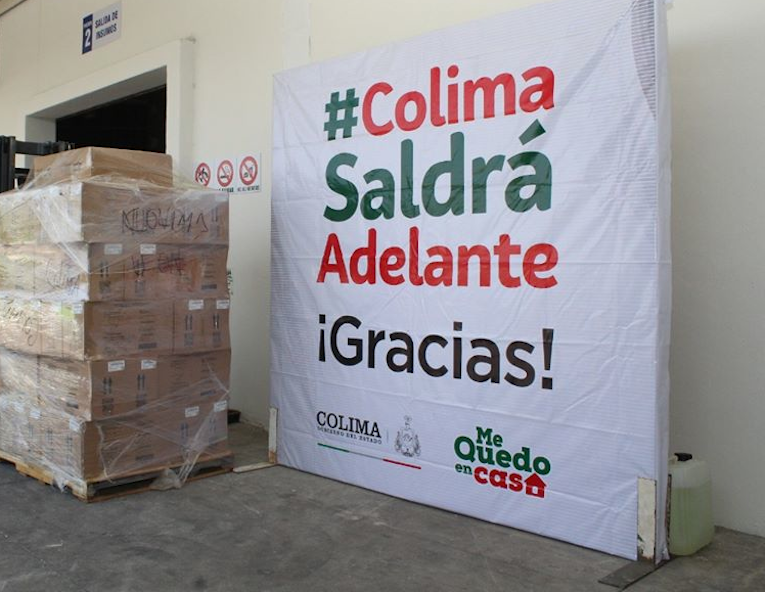 2
SALIDA DE
INSUMOS
#Colima
Saldrá
Adelante
¡Gracias!
COLIMA
GOBIERNO DEL ESTADO
Me
Quedo
en casa